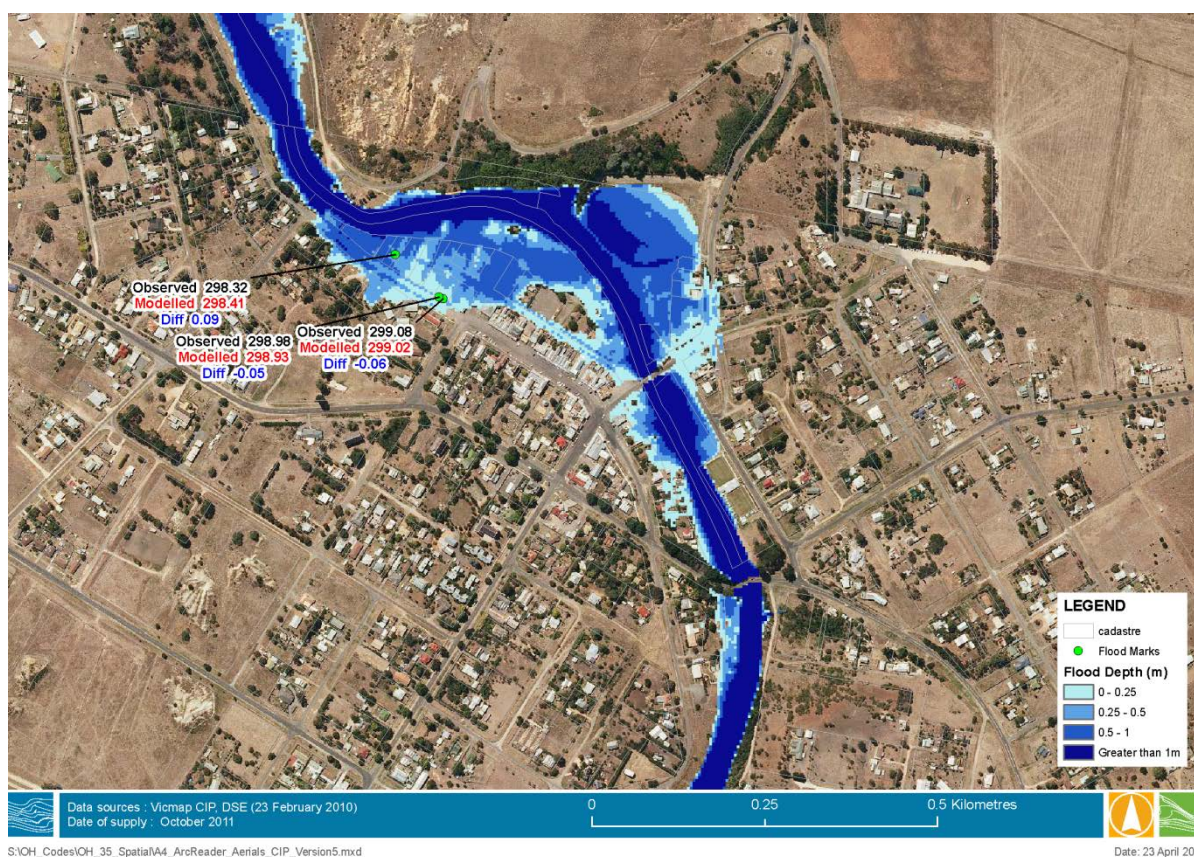 Observed 298.32
Modelled 298.41
Diff 0.09
Observed 298.98
Modelled 298.93
Diff -0.05
Observed 299.08
Modelled 299.02
Diff -0.06
LEGEND
cadastre
Flood Marks
Flood Depth (m)
0 - 0.25
0.25 - 0.5
0.5 - 1
Greater than 1m
Data sources : Vicmap CIP, DSE (23 February 2010)
Date of supply : October 2011
0 0.25 0.5 Kilometres
S:\OH_Codes\OH_35_Spatial\A4_ArcReader_Aerials_CIP_Version5.mxd
Date: 23 April 20